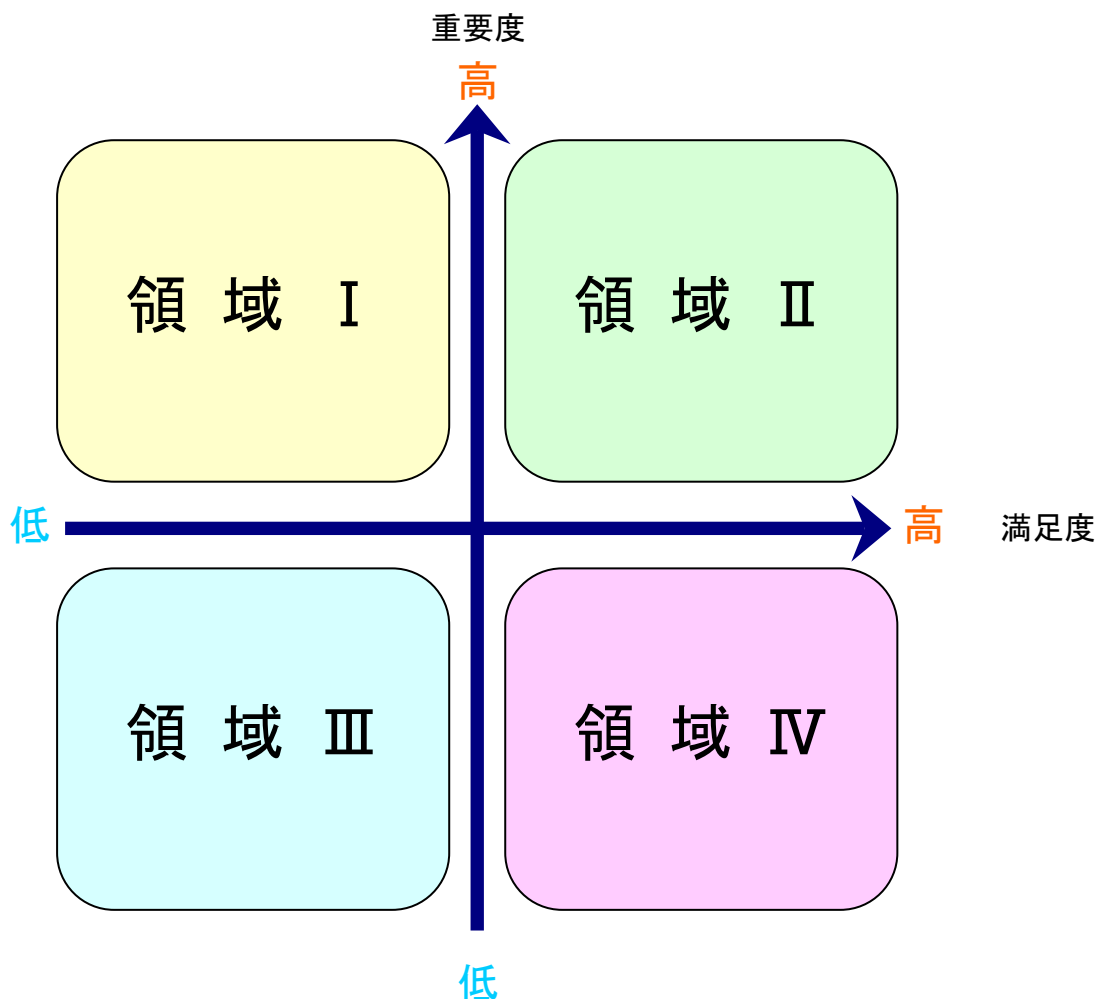 重要度
高
領 域 Ⅰ
領 域 Ⅱ
低
高
満足度
領 域 Ⅲ
領 域 Ⅳ
低